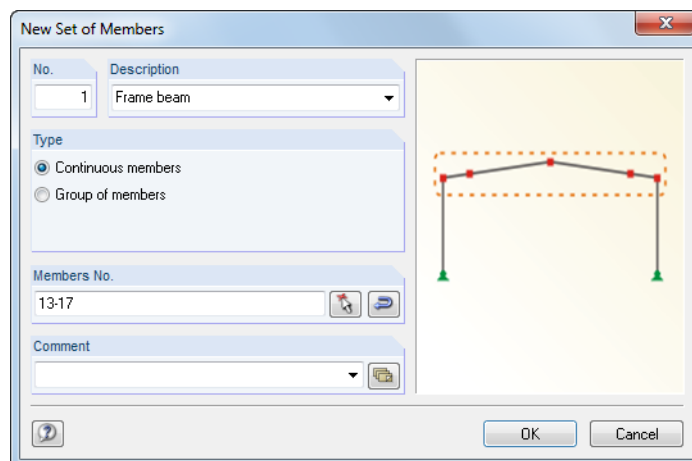 New Set of Members
No.
Description
1
Frame beam
Type
Continuous members
Group of members
Members No.
13-17
Comment
OK
Cancel